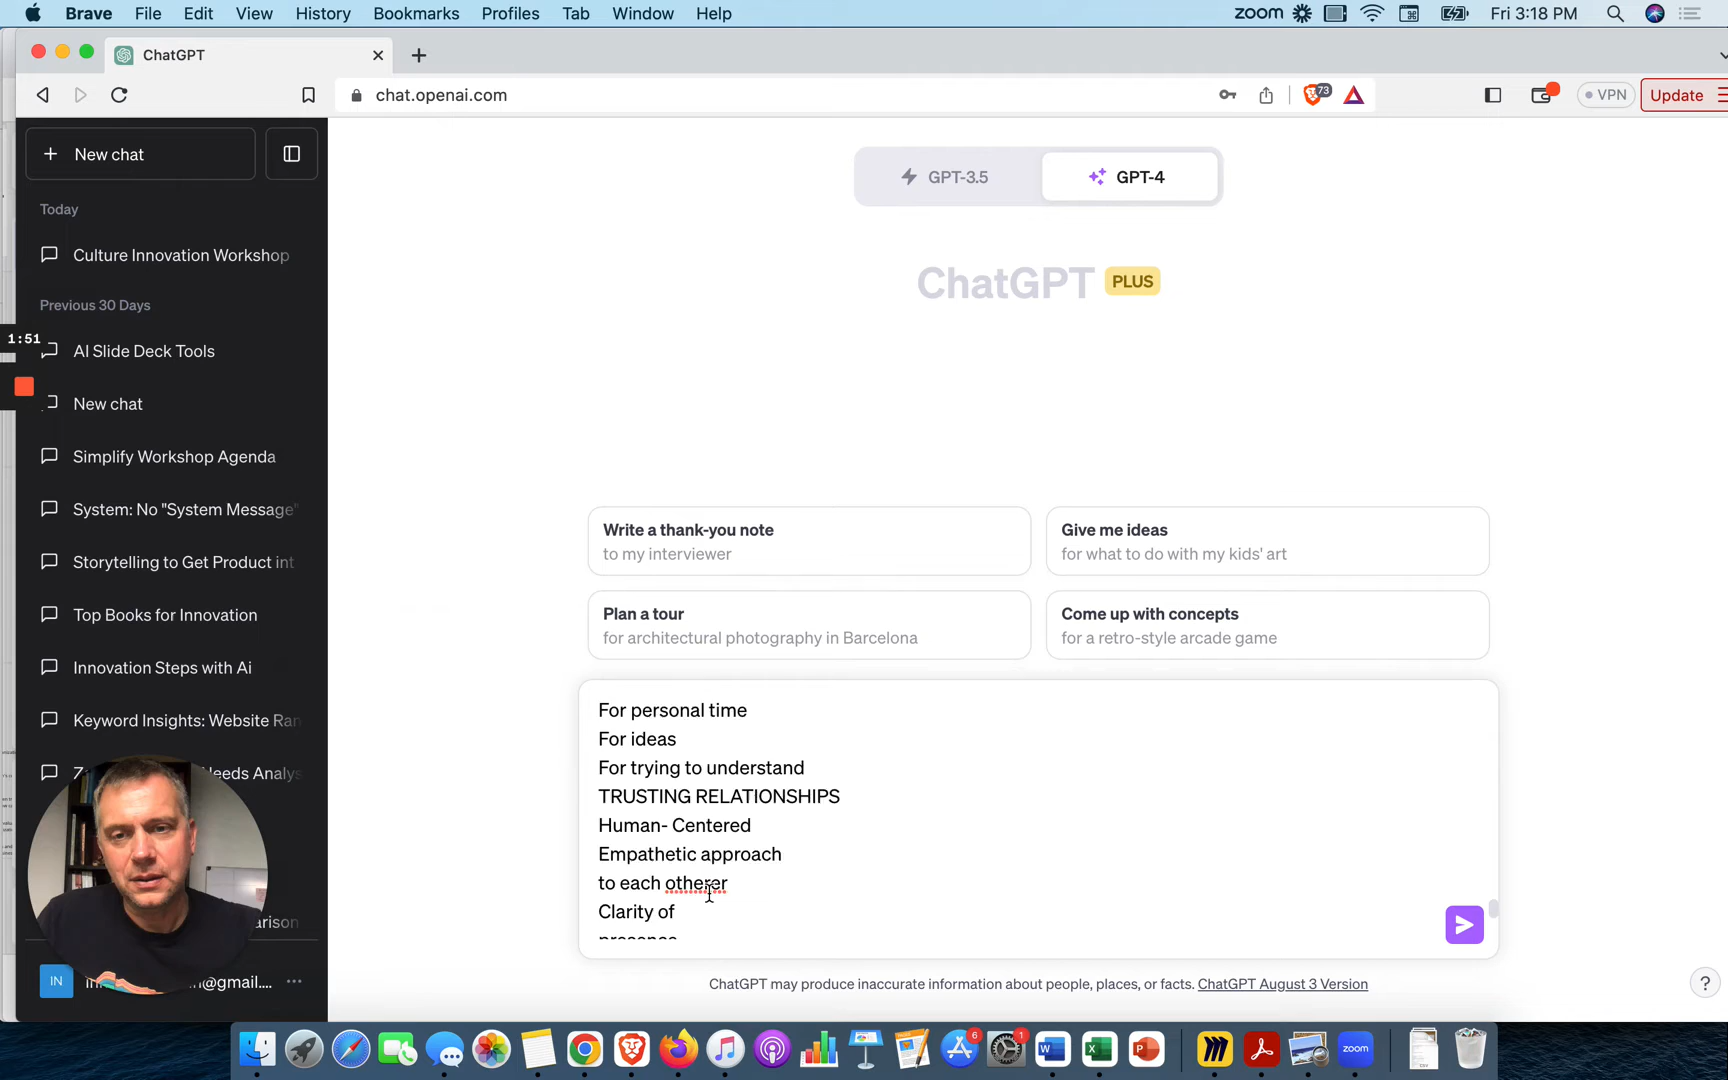 Brave File Edit View History Bookmarks Profiles Tab Window Help zoom Fri 3:18 PM
ChatGPT
chat.openai.com 73 VPN Update
New chat
GPT-3.5 GPT-4
Today
Culture Innovation Workshop
ChatGPT PLUS
Previous 30 Days
1:51
AI Slide Deck Tools
New chat
Simplify Workshop Agenda
System: No "System Message"
Storytelling to Get Product int
Top Books for Innovation
Innovation Steps with Ai
Keyword Insights: Website Ran
Needs Analys
arison
IN n@gmail.... ...
Write a thank-you note
to my interviewer
Give me ideas
for what to do with my kids' art
Plan a tour
for architectural photography in Barcelona
Come up with concepts
for a retro-style arcade game
For personal time
For ideas
For trying to understand
TRUSTING RELATIONSHIPS
Human- Centered
Empathetic approach
to each otherer
Clarity of
presence
ChatGPT may produce inaccurate information about people, places, or facts. ChatGPT August 3 Version
?
6 1 W X P zoom